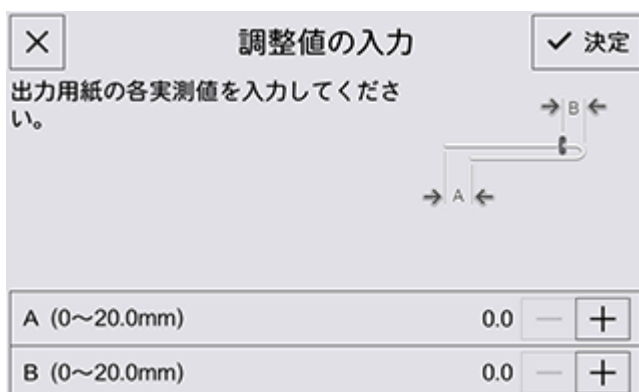 調整値の入力
✓ 決定
出力用紙の各実測値を入力してくださ
い。
B
A
A (0〜20.0mm) 0.0 — +
B (0〜20.0mm) 0.0 — +